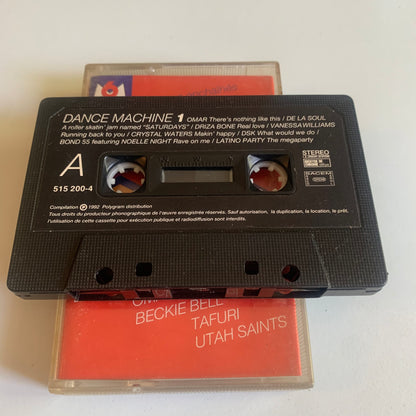 DANCE MACHINE 1 OMAR There's nothing like this / DE LA SOUL
A roller skatin' jam named "SATURDAYS" / DRIZA BONE Real love / VANESSA WILLIAMS
Running back to you / CRYSTAL WATERS Makin' happy / DSK What would we do /
BOND 55 featuring NOELLE NIGHT Rave on me / LATINO PARTY The megaparty
A
515 200-4
STEREO
SACEM
Compilation ℗ 1992 Polygram distribution
Tous droits du producteur phonographique de l'œuvre enregistrée réservés. Sauf autorisation, la duplication, la location, le prêt,
l'utilisation de cette cassette pour exécution publique et radiodiffusion sont interdits.
BECKIE BELL
TAFURI
UTAH SAINTS